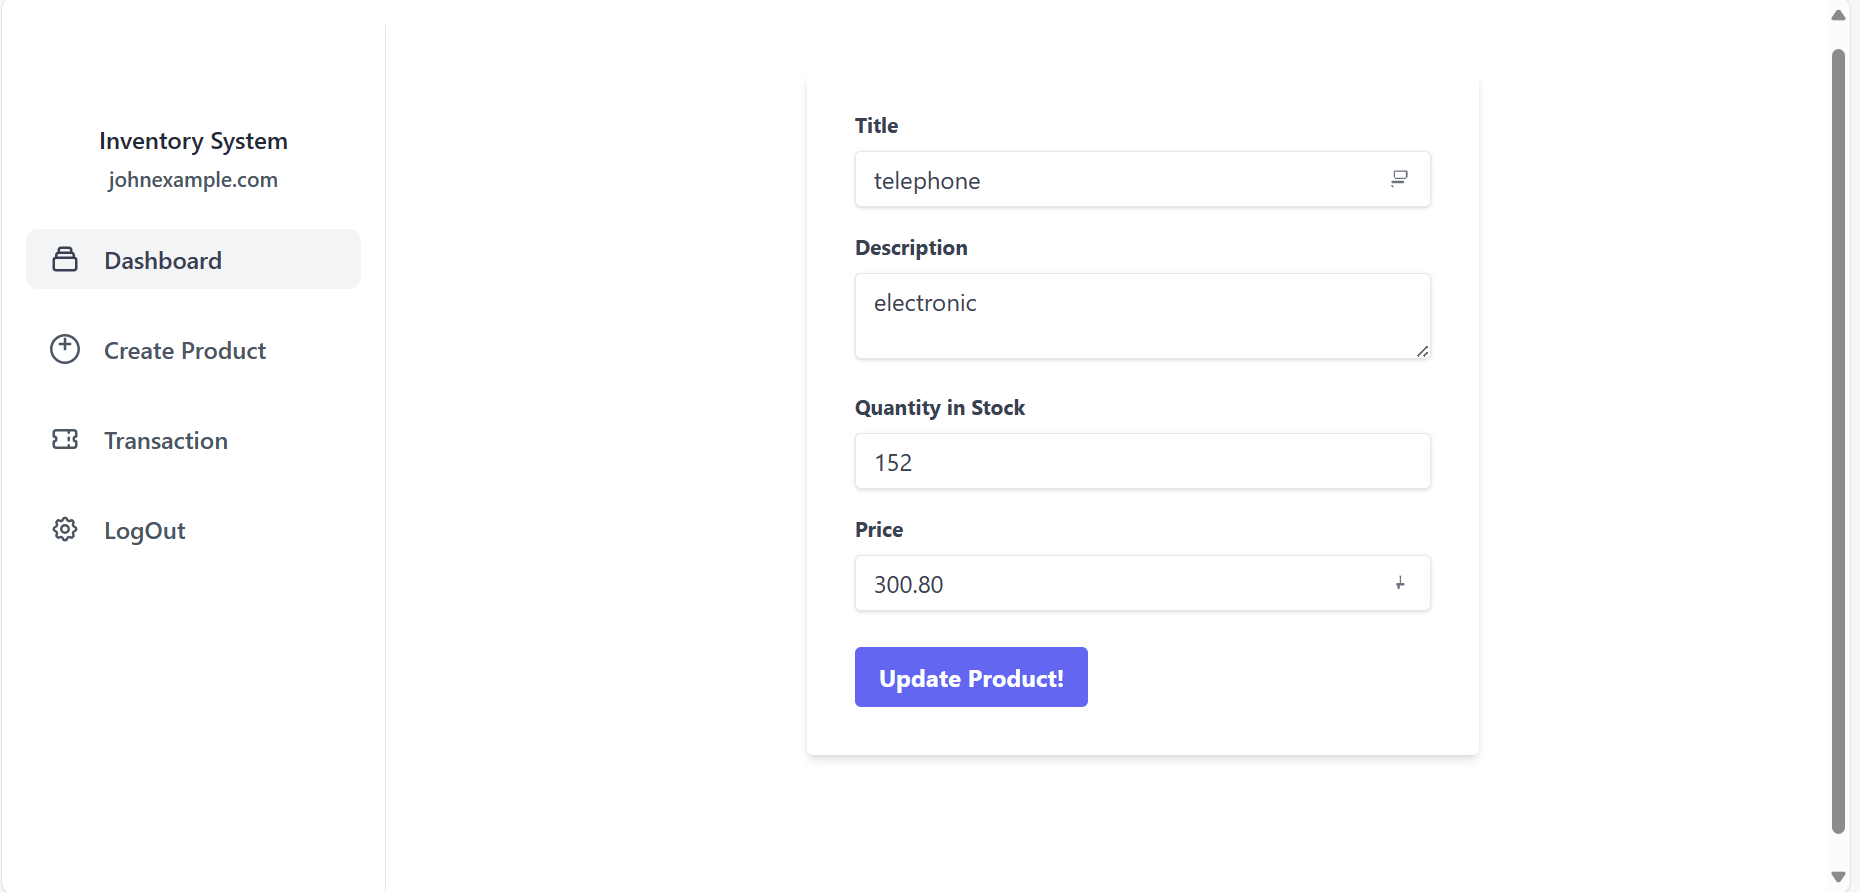 Inventory System
johnexample.com
Dashboard
Create Product
Transaction
LogOut
Title
telephone
Description
electronic
Quantity in Stock
152
Price
300.80
Update Product!